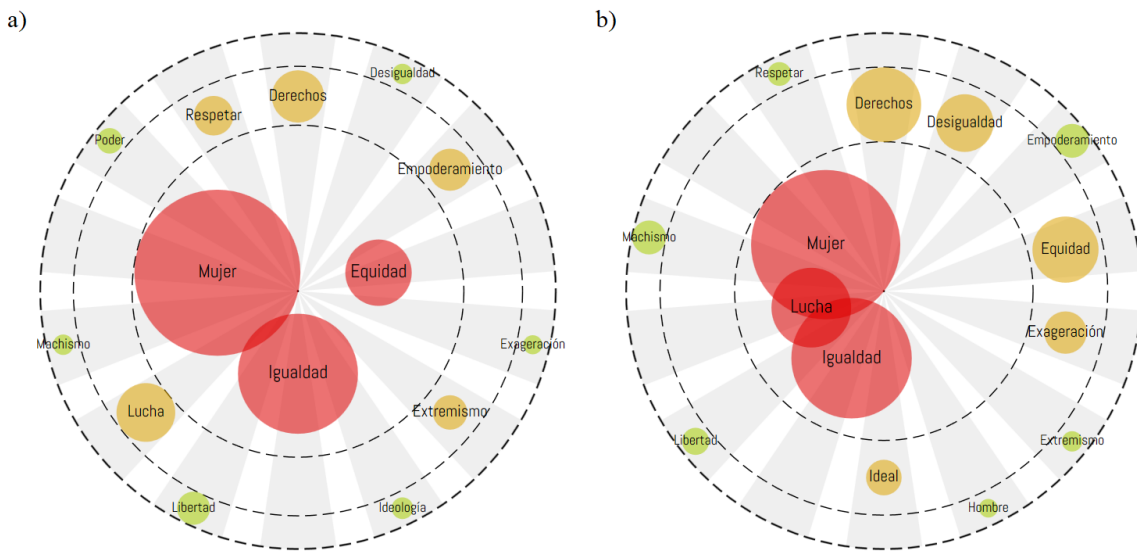 a)
Desigualdad
Derechos
Respetar
Poder
Empoderamiento
Mujer
Equidad
Machismo
Exageración
Igualdad
Lucha
Extremismo
Libertad
Ideología
b)
Respetar
Derechos
Desigualdad
Empoderamiento
Machismo
Mujer
Equidad
Lucha
Exageración
Igualdad
Libertad
Extremismo
Ideal
Hombre